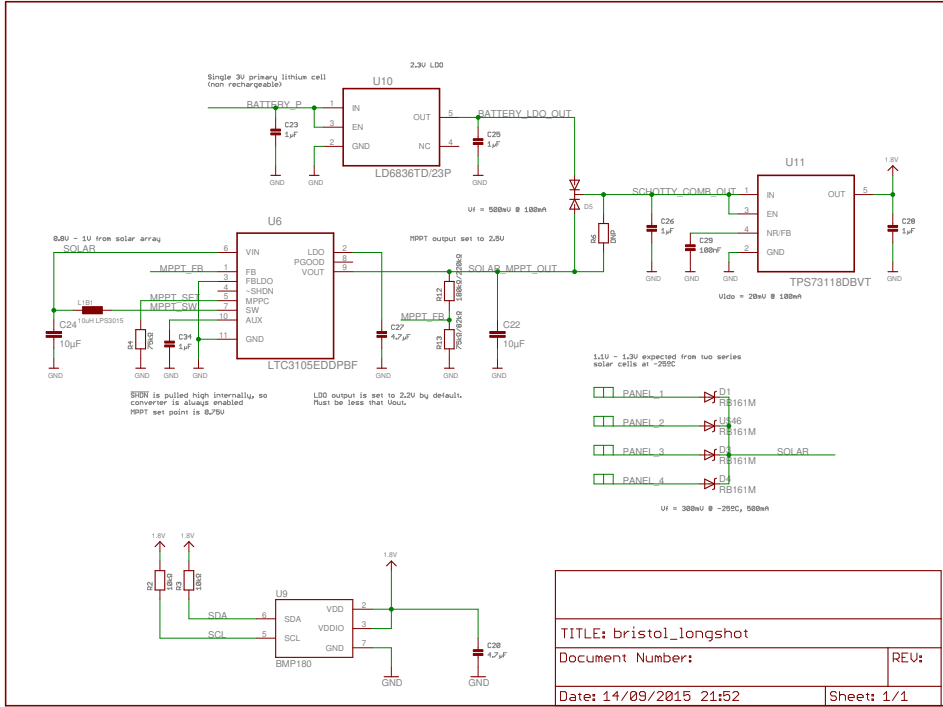 2.3V LDO
Single 3V primary lithium cell
(non rechargeable)
U10
BATTERY_P
1 IN
3 EN
2 GND
OUT 5
NC 4
LD6836TD/23P
BATTERY_LDO_OUT
C23
1µF
GND
GND
C25
1µF
GND
Vf = 500mV @ 100mA
D5
SCHOTTY_COMB_OUT
R6
DNP
C26
1µF
GND
C29
100nF
GND
GND
U11
1 IN
3 EN
4 NR/FB
2 GND
OUT 5
TPS73118DBVT
Vldo = 20mV @ 100mA
1.8V
C28
1µF
GND
0.8V - 1V from solar array
SOLAR
U6
6 VIN
1 FB
3 FBLDO
4 ~SHDN
5 MPPC
7 SW
10 AUX
11 GND
LDO 2
PGOOD 8
VOUT 9
LTC3105EDDPBF
MPPT_FB
MPPT_SET
MPPT_SW
L1B1
10uH LPS3015
C24
10µF
GND
R4
75kΩ
GND
C34
1µF
GND
GND
MPPT output set to 2.5V
SOLAR_MPPT_OUT
R12
180kΩ/220kΩ
MPPT_FB
R13
75kΩ/82kΩ
GND
C27
4.7µF
GND
C22
10µF
GND
SHDN is pulled high internally, so
converter is always enabled
MPPT set point is 0.75V
LDO output is set to 2.2V by default.
Must be less that Vout.
1.1V - 1.3V expected from two series
solar cells at -25ºC
PANEL_1
D1
RB161M
PANEL_2
U$46
RB161M
PANEL_3
D3
RB161M
SOLAR
PANEL_4
D4
RB161M
Vf = 300mV @ -25ºC, 500mA
1.8V
1.8V
R2
10kΩ
R3
10kΩ
SDA
SCL
U9
6 SDA
5 SCL
VDD 2
VDDIO 3
GND 7
BMP180
1.8V
GND
C20
4.7µF
GND
TITLE: bristol_longshot
Document Number:
REV:
Date: 14/09/2015 21:52
Sheet: 1/1